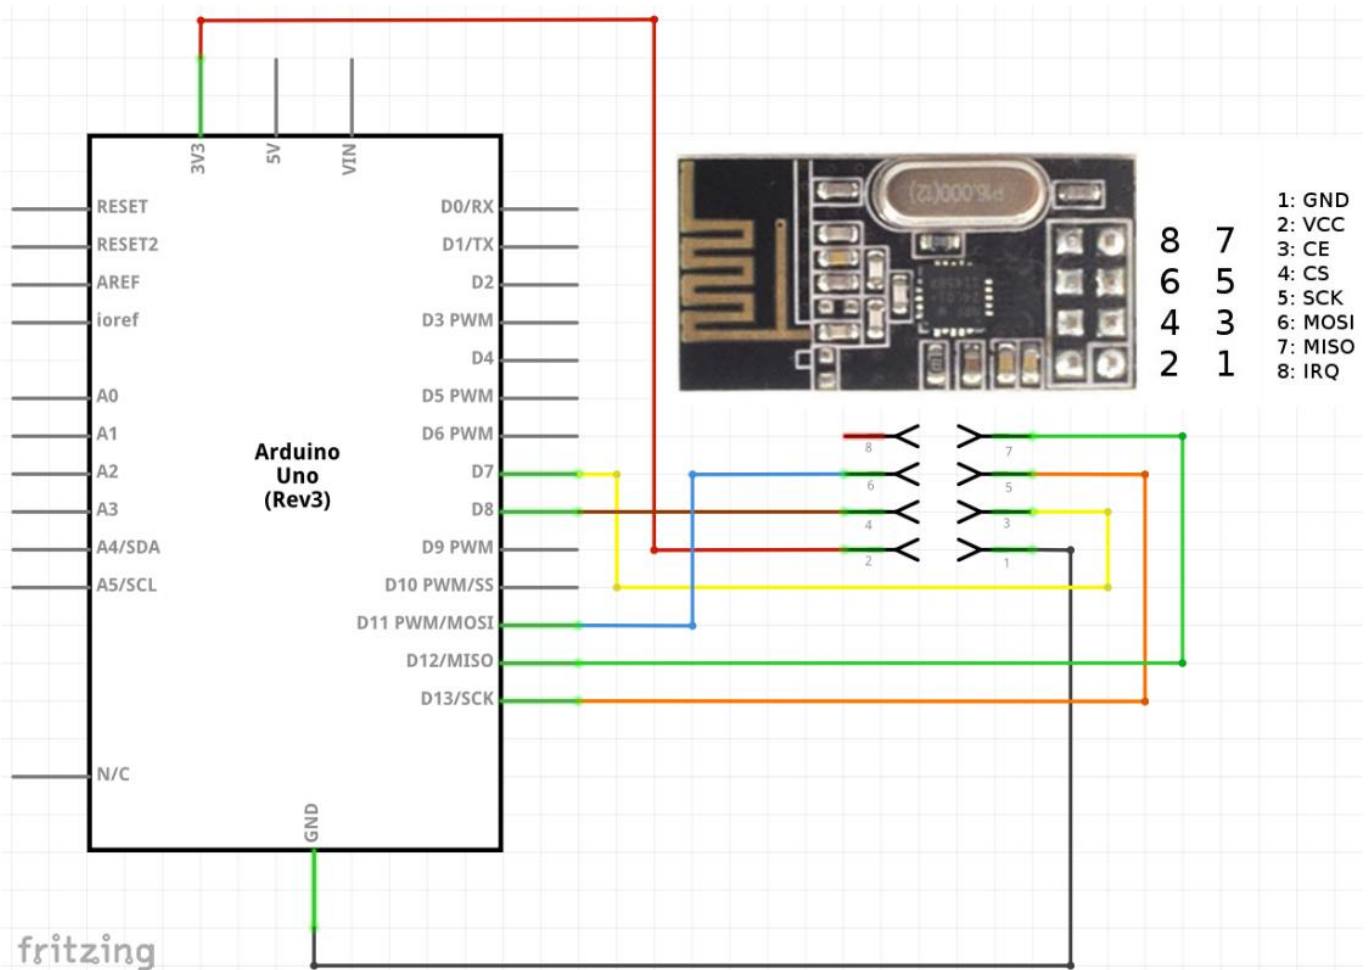 3V3
5V
VIN
RESET
RESET2
AREF
ioref
A0
A1
A2
A3
A4/SDA
A5/SCL
N/C
Arduino
Uno
(Rev3)
D0/RX
D1/TX
D2
D3 PWM
D4
D5 PWM
D6 PWM
D7
D8
D9 PWM
D10 PWM/SS
D11 PWM/MOSI
D12/MISO
D13/SCK
GND
P16.000(12)
8 7
6 5
4 3
2 1
1: GND
2: VCC
3: CE
4: CS
5: SCK
6: MOSI
7: MISO
8: IRQ
8 7
6 5
4 3
2 1
fritzing